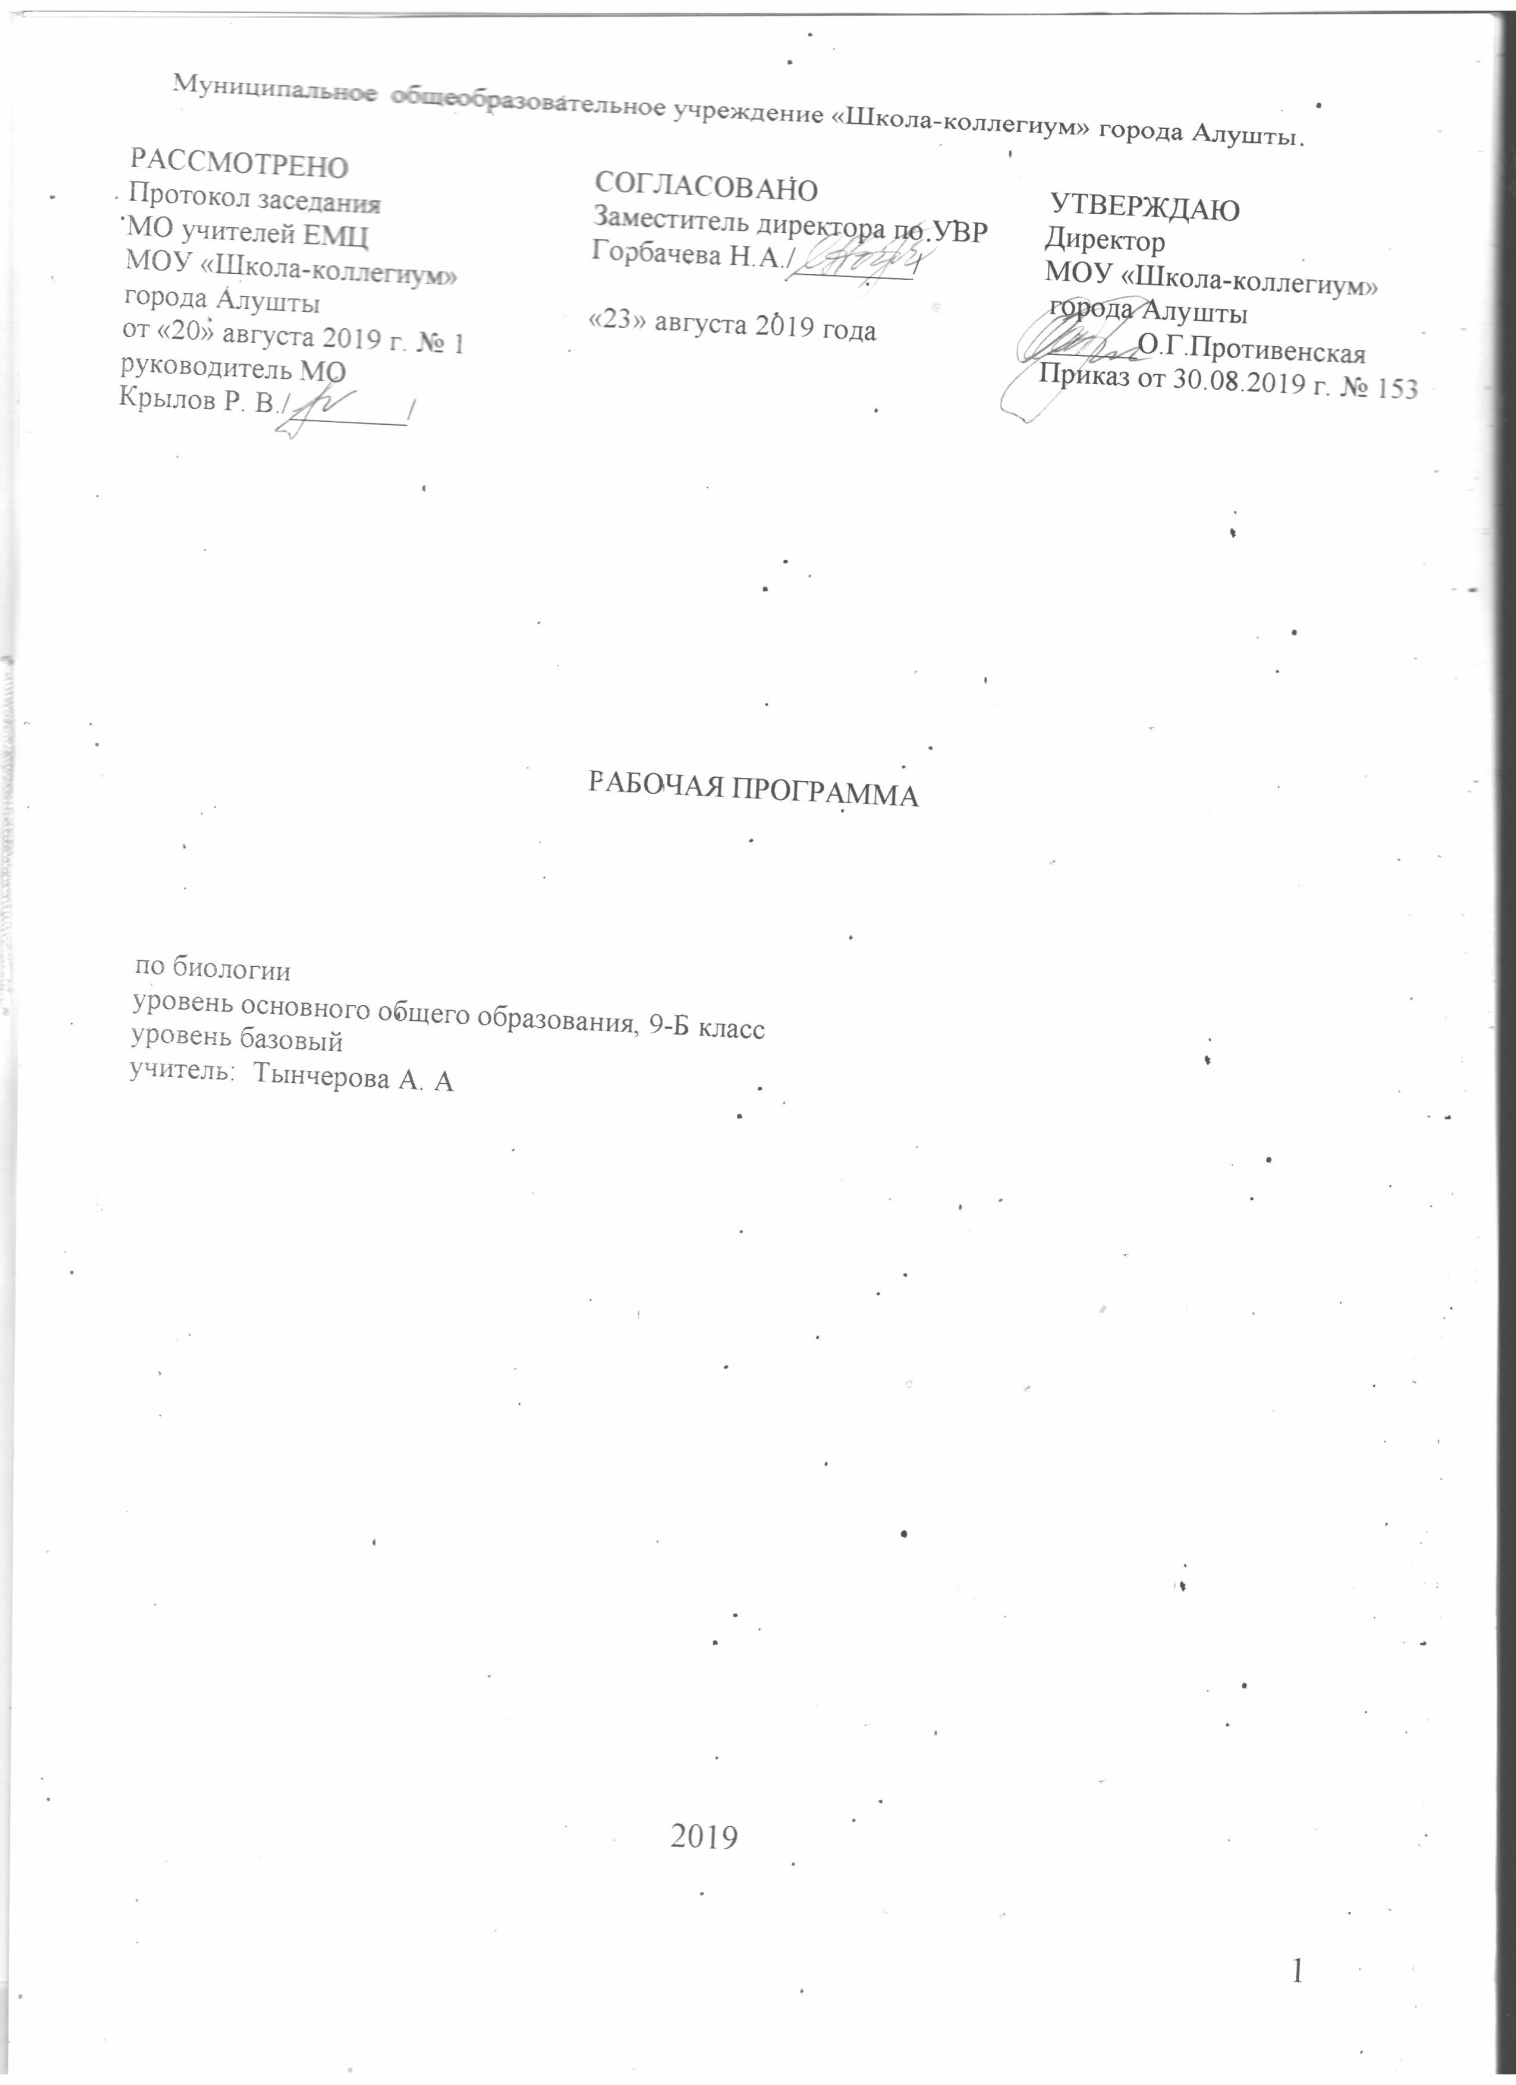 Муниципальное общеобразовательное учреждение «Школа-коллегиум» города Алушты.
РАССМОТРЕНО
Протокол заседания
МО учителей ЕМЦ
МОУ «Школа-коллегиум»
города Алушты
от «20» августа 2019 г. № 1
руководитель МО
Крылов Р. В./________/
СОГЛАСОВАНО
Заместитель директора по УВР
Горбачева Н.А./________/
«23» августа 2019 года
УТВЕРЖДАЮ
Директор
МОУ «Школа-коллегиум»
города Алушты
______О.Г.Противенская
Приказ от 30.08.2019 г. № 153
РАБОЧАЯ ПРОГРАММА
по биологии
уровень основного общего образования, 9-Б класс
уровень базовый
учитель: Тынчерова А. А
2019
1